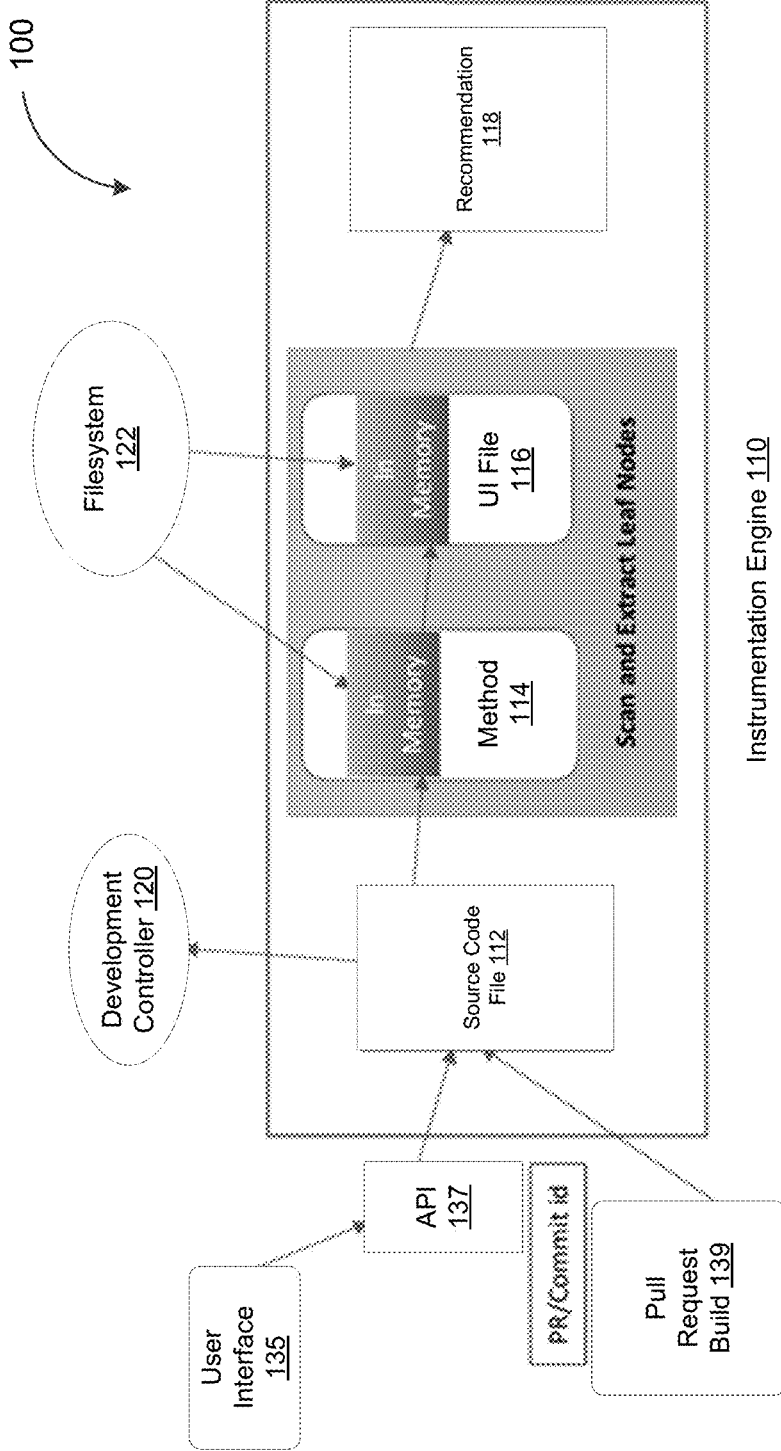 100
Filesystem
122
Development
Controller 120
User
Interface
135
API
137
PR/Commit id
Pull
Request
Build 139
Source Code
File 112
In
Memory
Method
114
In
Memory
UI File
116
Scan and Extract Leaf Nodes
Recommendation
118
Instrumentation Engine 110